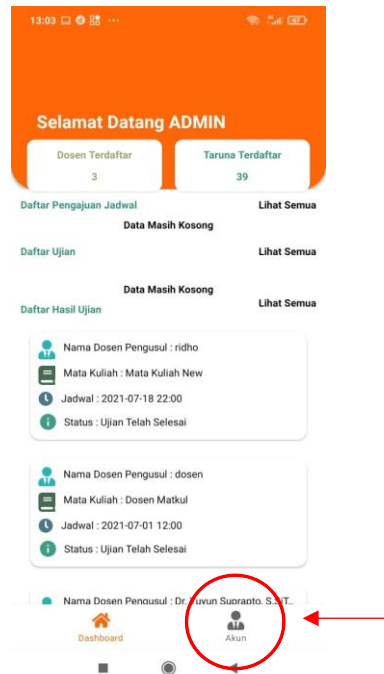 13:03
Selamat Datang ADMIN
Dosen Terdaftar
3
Taruna Terdaftar
39
Daftar Pengajuan Jadwal
Lihat Semua
Data Masih Kosong
Daftar Ujian
Lihat Semua
Data Masih Kosong
Daftar Hasil Ujian
Lihat Semua
Nama Dosen Pengusul : ridho
Mata Kuliah : Mata Kuliah New
Jadwal : 2021-07-18 22:00
Status : Ujian Telah Selesai
Nama Dosen Pengusul : dosen
Mata Kuliah : Dosen Matkul
Jadwal : 2021-07-01 12:00
Status : Ujian Telah Selesai
Nama Dosen Pengusul : Dr. Yuyun Suprapto, S.SiT.,
Dashboard
Akun